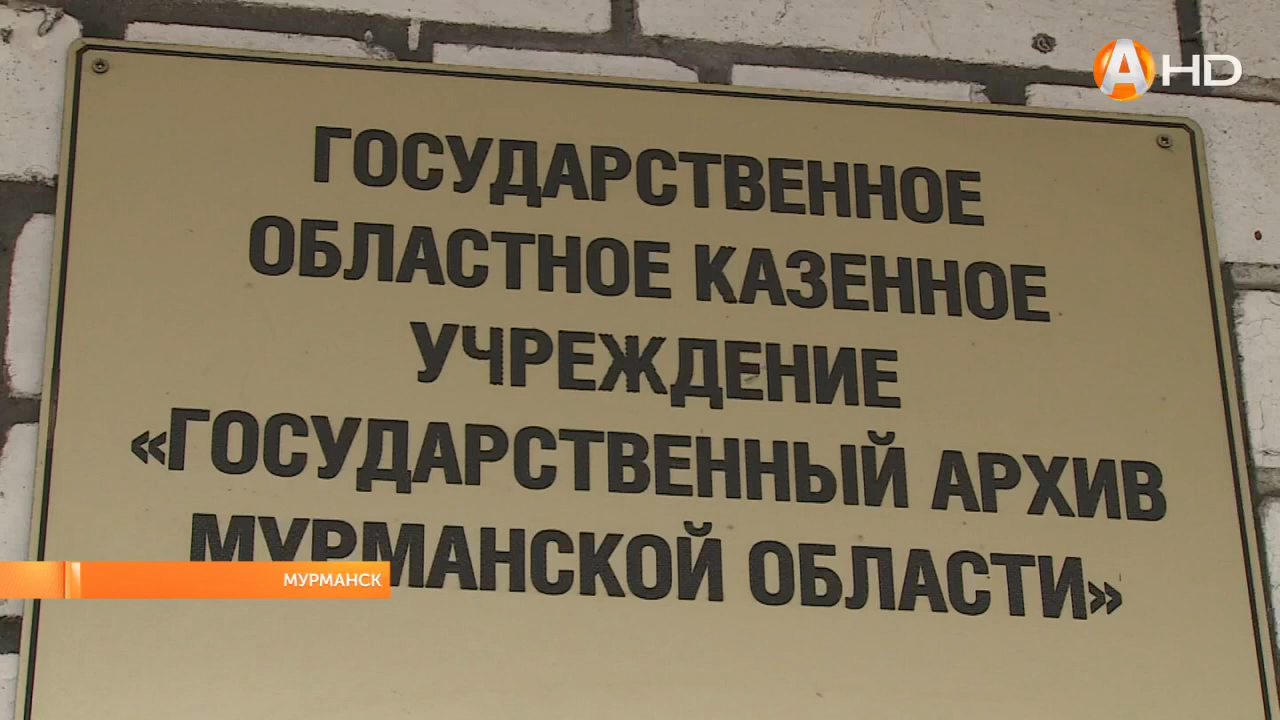 A HD
ГОСУДАРСТВЕННОЕ
ОБЛАСТНОЕ КАЗЕННОЕ
УЧРЕЖДЕНИЕ
«ГОСУДАРСТВЕННЫЙ АРХИВ
МУРМАНСКОЙ ОБЛАСТИ»
МУРМАНСК